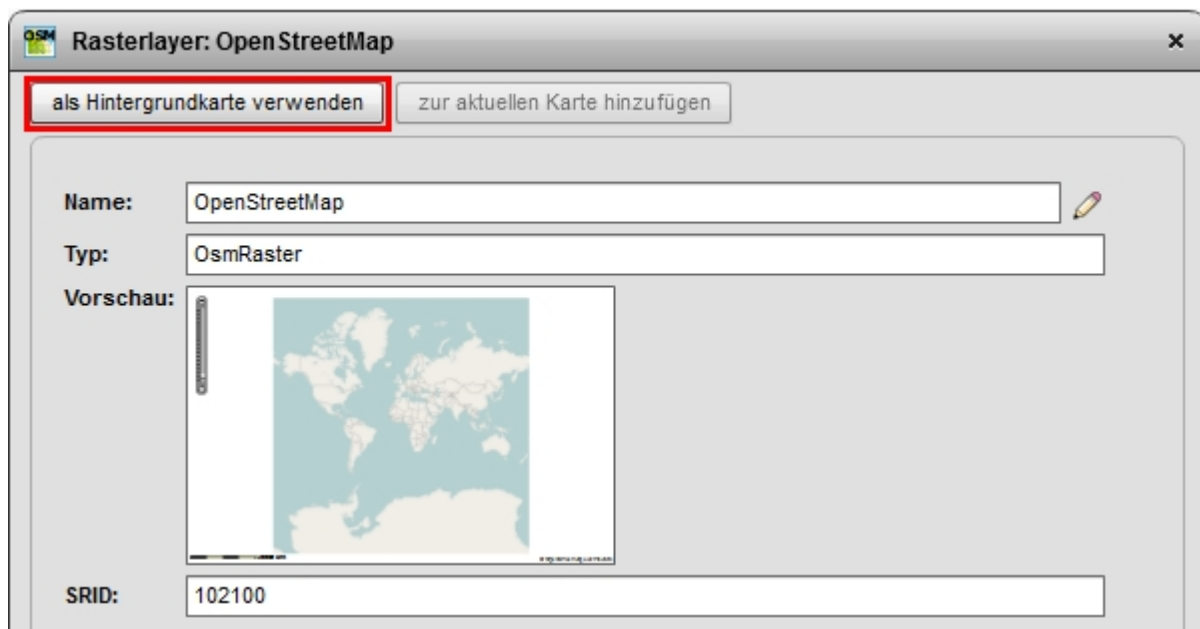 OSM Rasterlayer: OpenStreetMap
als Hintergrundkarte verwenden zur aktuellen Karte hinzufügen
Name: OpenStreetMap
Typ: OsmRaster
Vorschau:
SRID: 102100